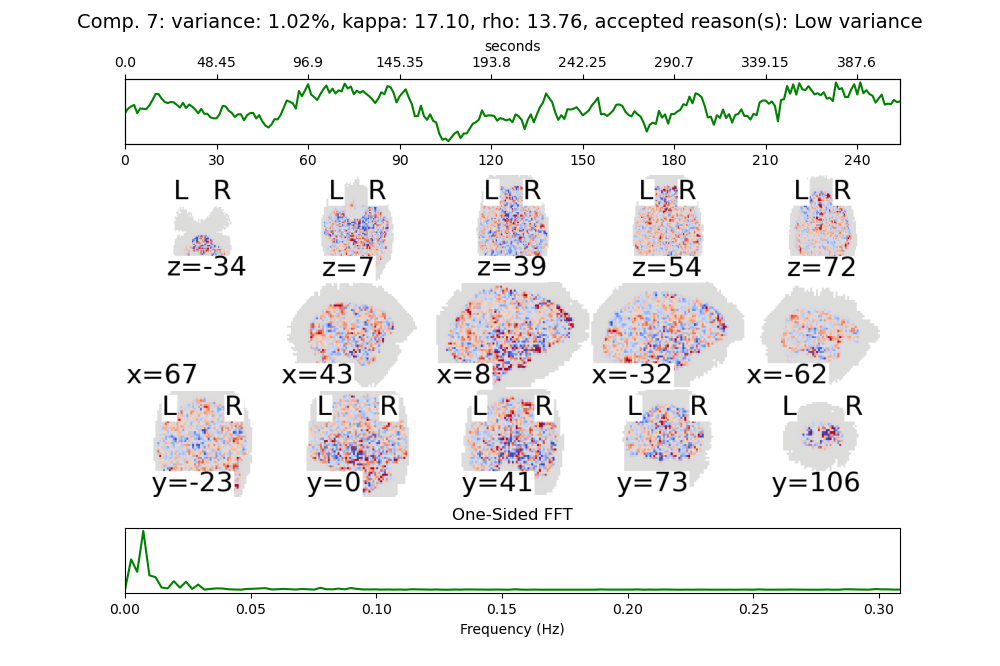 Comp. 7: variance: 1.02%, kappa: 17.10, rho: 13.76, accepted reason(s): Low variance
seconds
0.0 48.45 96.9 145.35 193.8 242.25 290.7 339.15 387.6
0 30 60 90 120 150 180 210 240
L R L R L R L R L R
z=-34 z=7 z=39 z=54 z=72
x=67 x=43 x=8 x=-32 x=-62
L R L R L R L R L R
y=-23 y=0 y=41 y=73 y=106
One-Sided FFT
0.00 0.05 0.10 0.15 0.20 0.25 0.30
Frequency (Hz)